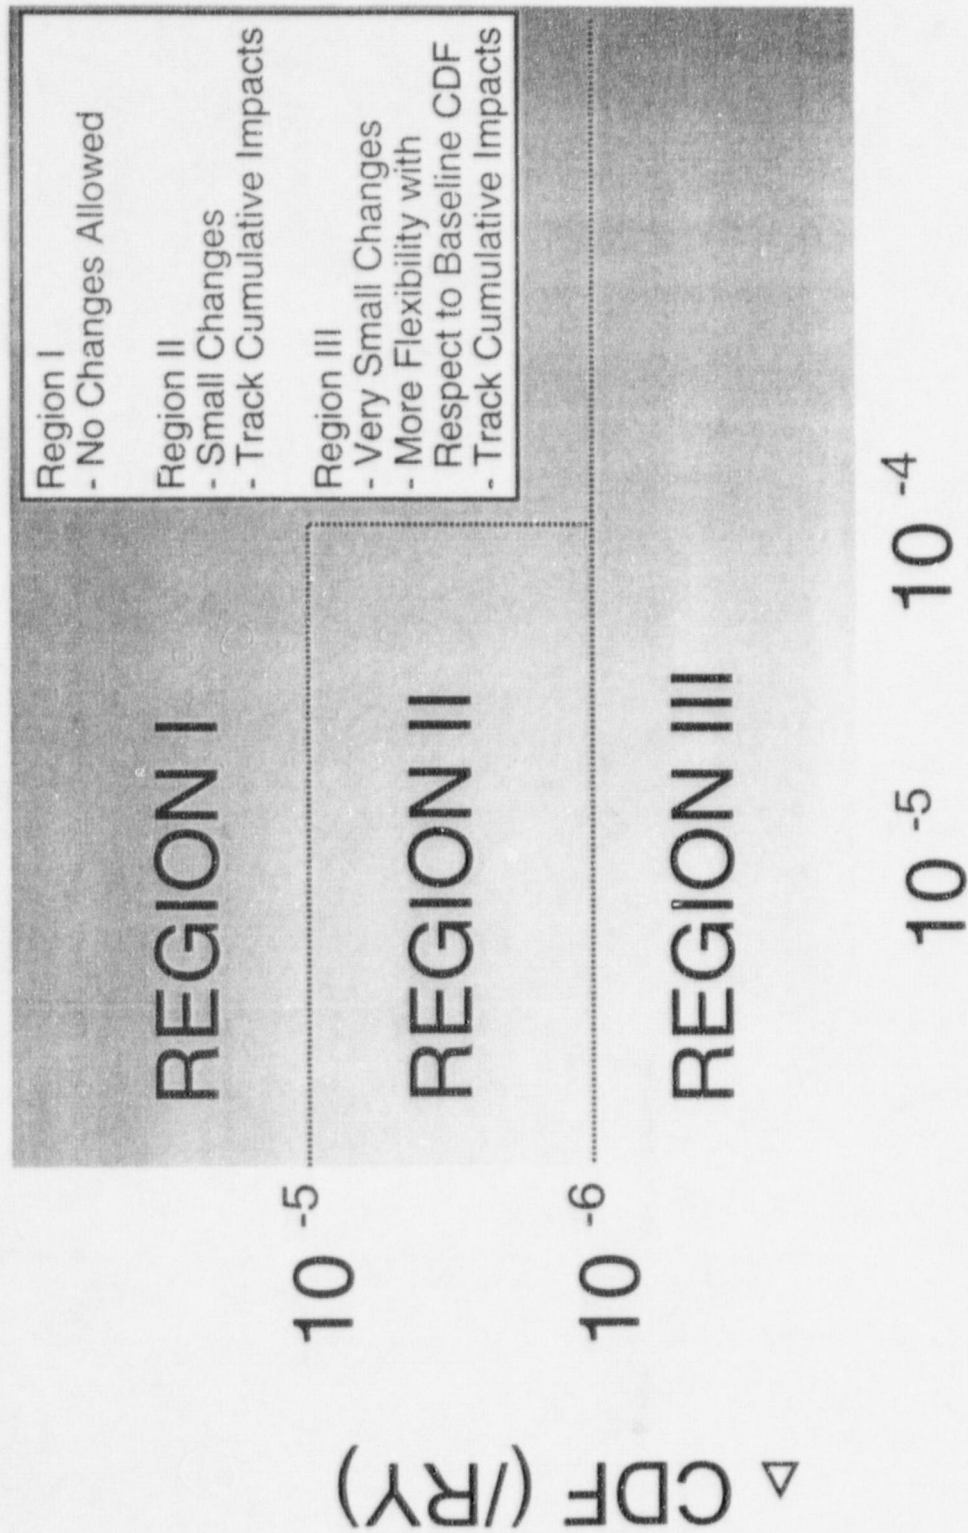 Region I
- No Changes Allowed
Region II
- Small Changes
- Track Cumulative Impacts
Region III
- Very Small Changes
- More Flexibility with
Respect to Baseline CDF
- Track Cumulative Impacts
REGION I
REGION II
REGION III
△ CDF (/RY)
10 -5
10 -6
10 -5
10 -4